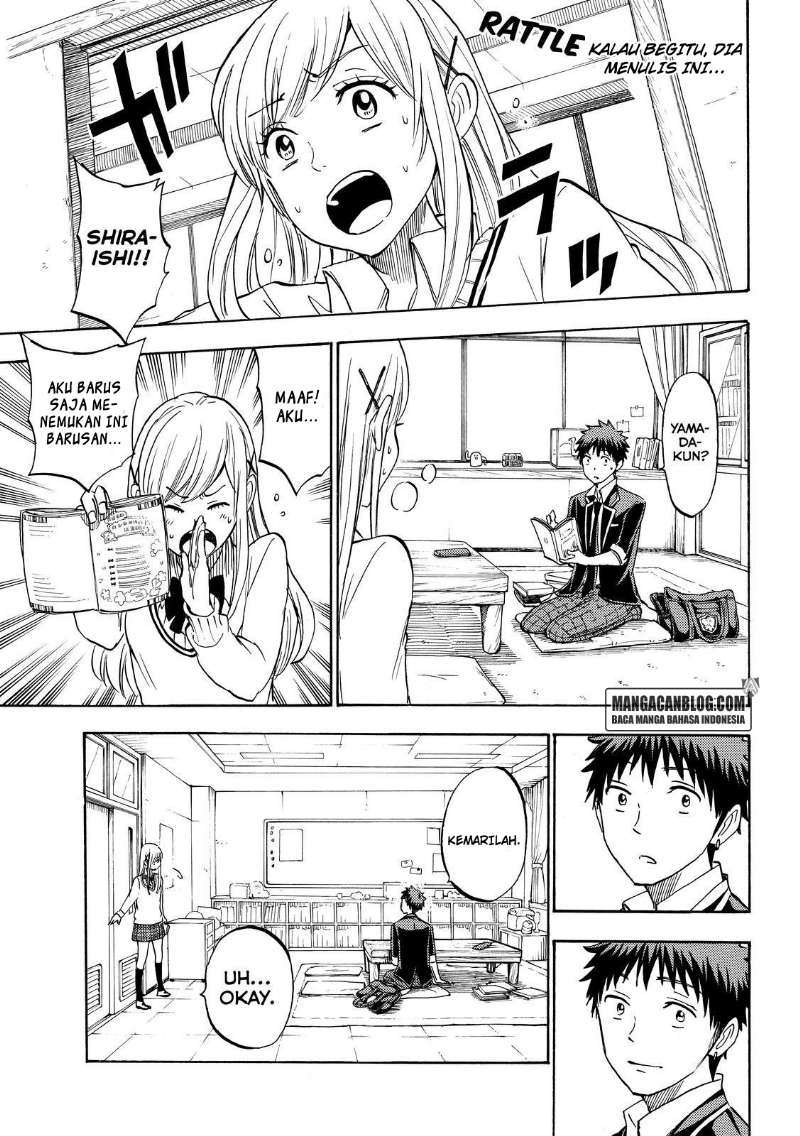 RATTLE
KALAU BEGITU, DIA
MENULIS INI...
ガ
ラ
SHIRA-
ISHI!!
YAMA-
DA-
KUN?
MAAF!
AKU...
AKU BARUS
SAJA ME-
NEMUKAN INI
BARUSAN...
MANGACANBLOG.COM
BACA MANGA BAHASA INDONESIA
KEMARILAH.
UH...
OKAY.